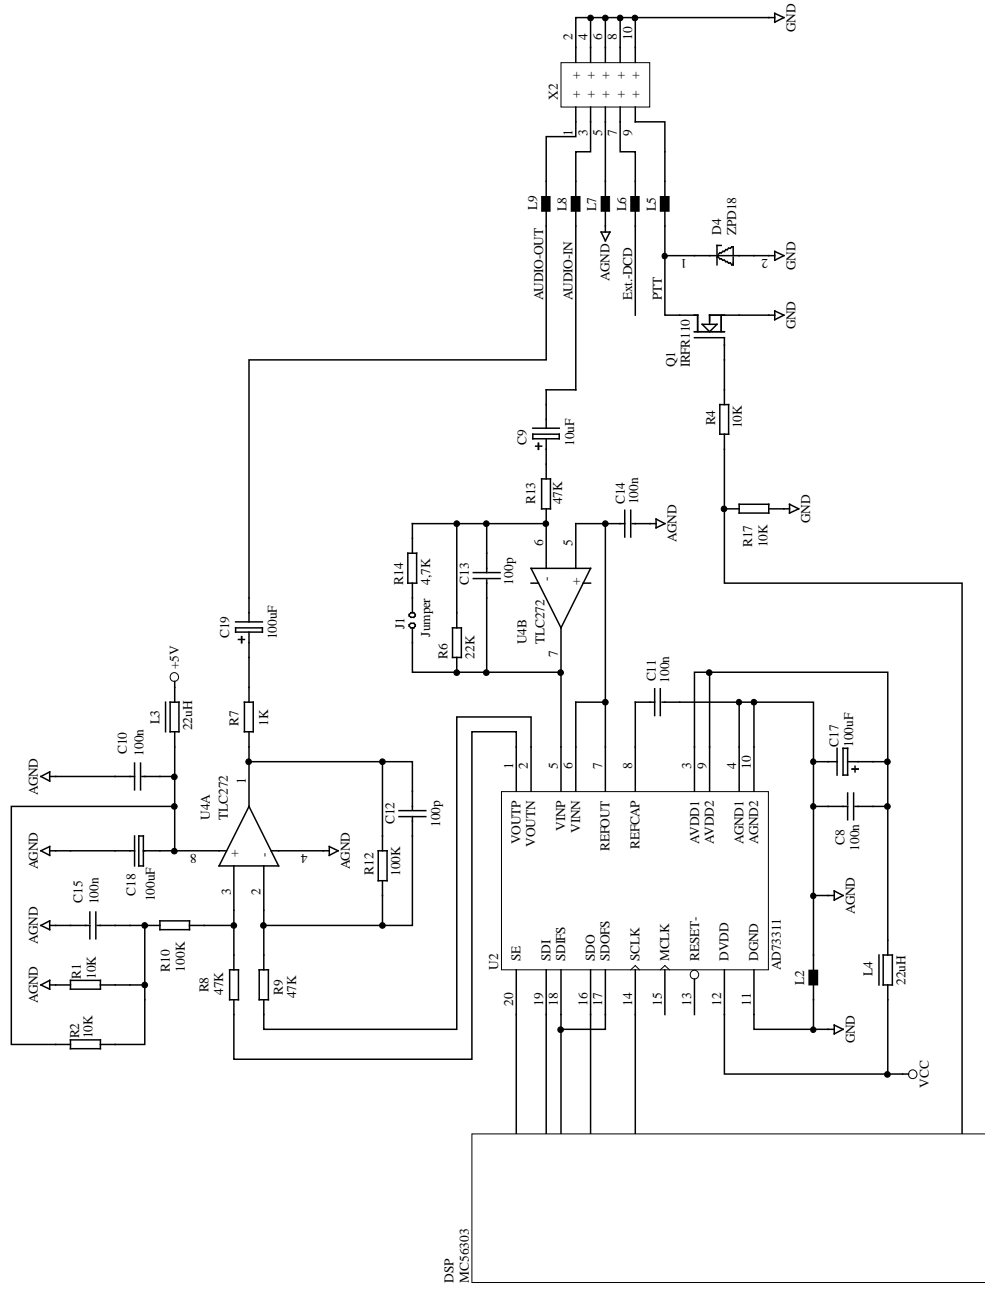 GND
2
4
6
8
10
X2
+ + + + +
+ + + + +
1
3
5
7
9
L9
L8
L7
L6
L5
AUDIO-OUT
AUDIO-IN
AGND
Ext.-DCD
PTT
D4
ZPD18
1
2
GND
GND
Q1
IRFR110
R4
10K
R17
10K
GND
C9
10uF
+
R13
47K
C14
100n
AGND
R14
4,7K
J1
Jumper
C13
100p
R6
22K
6
5
-
+
U4B
TLC272
7
C19
100uF
+
+5V
L3
22uH
R7
1K
C10
100n
AGND
U4A
TLC272
1
8
4
+
-
3
2
AGND
C18
100uF
AGND
C12
100p
R12
100K
C15
100n
AGND
R10
100K
R1
10K
AGND
R2
10K
R8
47K
R9
47K
C11
100n
C17
100uF
+
C8
100n
AGND
L2
GND
L4
22uH
VCC
1
2
5
6
7
8
3
9
4
10
VOUTP
VOUTN
VINP
VINN
REFOUT
REFCAP
AVDD1
AVDD2
AGND1
AGND2
U2
AD73311
SE
SDI
SDIFS
SDO
SDOFS
SCLK
MCLK
RESET-
DVDD
DGND
20
19
18
16
17
14
15
13
12
11
DSP
MC56303